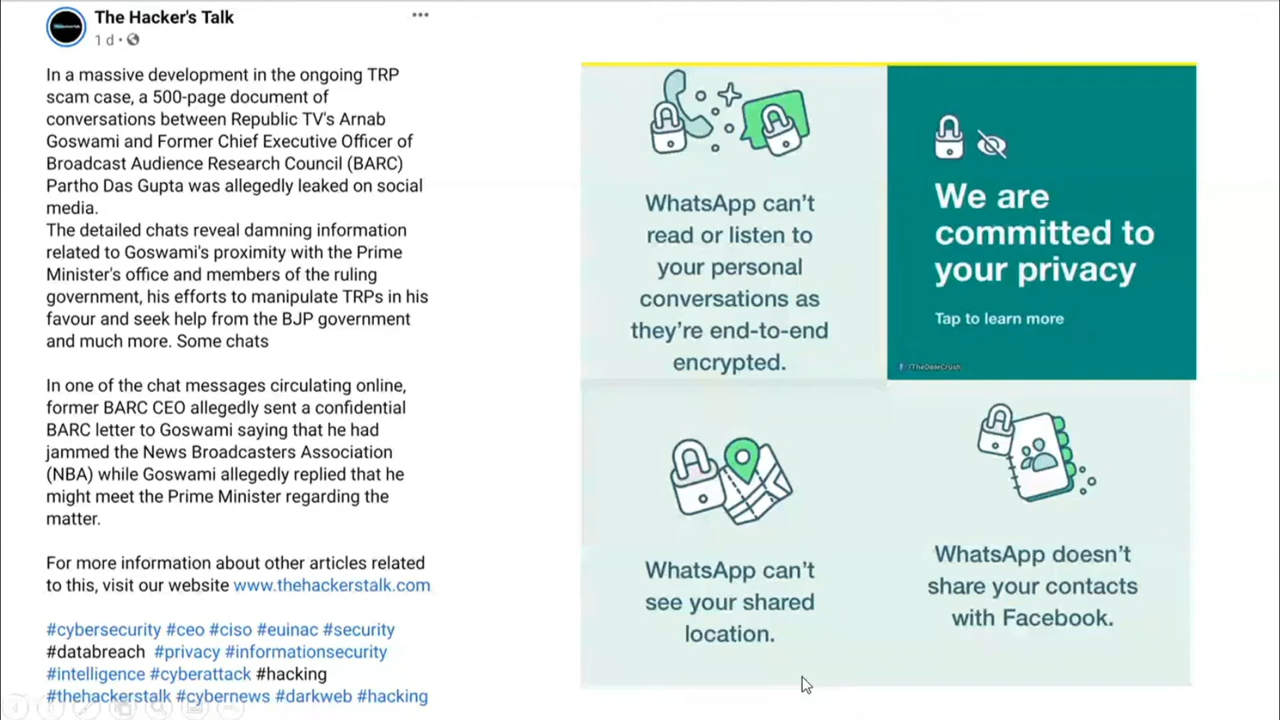 The Hacker's Talk
1 d
In a massive development in the ongoing TRP
scam case, a 500-page document of
conversations between Republic TV's Arnab
Goswami and Former Chief Executive Officer of
Broadcast Audience Research Council (BARC)
Partho Das Gupta was allegedly leaked on social
media.
The detailed chats reveal damning information
related to Goswami's proximity with the Prime
Minister's office and members of the ruling
government, his efforts to manipulate TRPs in his
favour and seek help from the BJP government
and much more. Some chats
In one of the chat messages circulating online,
former BARC CEO allegedly sent a confidential
BARC letter to Goswami saying that he had
jammed the News Broadcasters Association
(NBA) while Goswami allegedly replied that he
might meet the Prime Minister regarding the
matter.
For more information about other articles related
to this, visit our website www.thehackerstalk.com
#cybersecurity #ceo #ciso #euinac #security
#databreach #privacy #informationsecurity
#intelligence #cyberattack #hacking
#thehackerstalk #cybernews #darkweb #hacking
WhatsApp can't
read or listen to
your personal
conversations as
they're end-to-end
encrypted.
We are
committed to
your privacy
Tap to learn more
/TheDearCrush
WhatsApp can't
see your shared
location.
WhatsApp doesn't
share your contacts
with Facebook.